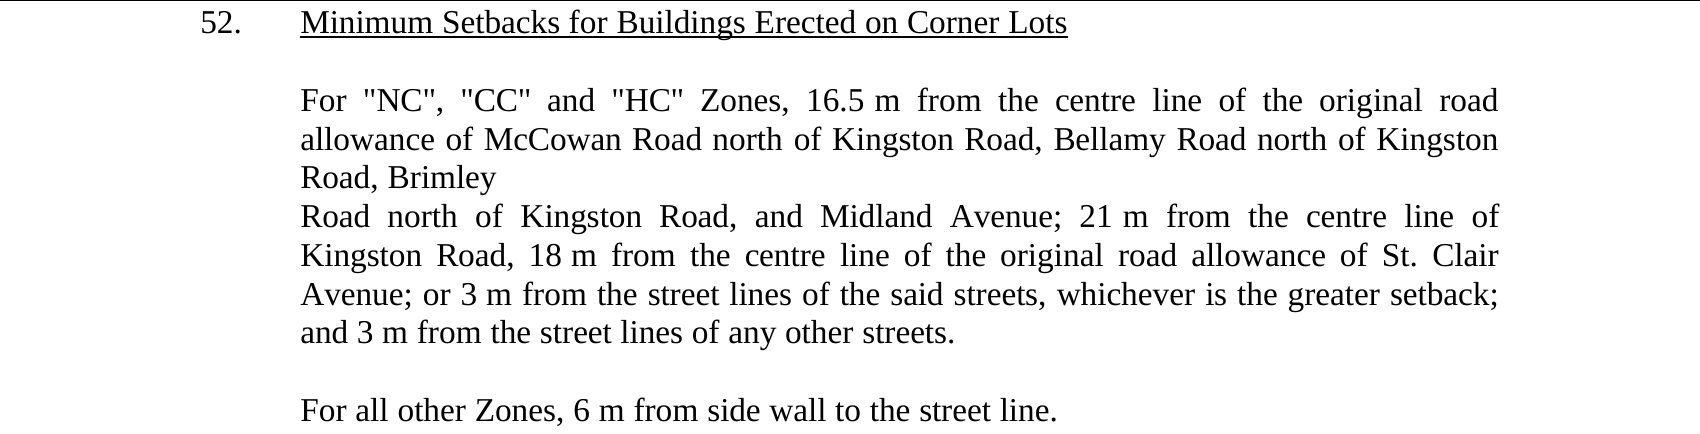 52. Minimum Setbacks for Buildings Erected on Corner Lots
For "NC", "CC" and "HC" Zones, 16.5 m from the centre line of the original road
allowance of McCowan Road north of Kingston Road, Bellamy Road north of Kingston
Road, Brimley
Road north of Kingston Road, and Midland Avenue; 21 m from the centre line of
Kingston Road, 18 m from the centre line of the original road allowance of St. Clair
Avenue; or 3 m from the street lines of the said streets, whichever is the greater setback;
and 3 m from the street lines of any other streets.
For all other Zones, 6 m from side wall to the street line.